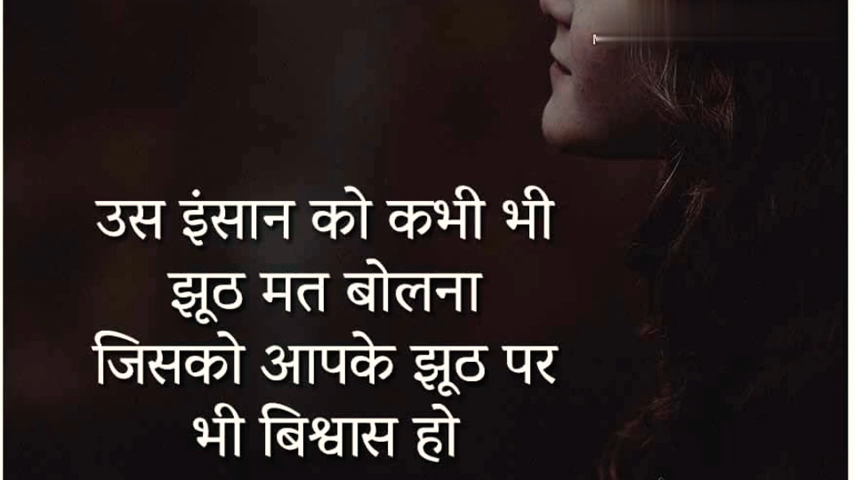 उस इंसान को कभी भी
झूठ मत बोलना
जिसको आपके झूठ पर
भी बिश्वास हो